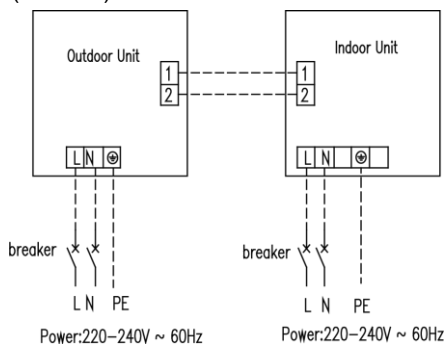 Outdoor Unit
1
2
L N
breaker
L N PE
Power:220-240V ~ 60Hz
Indoor Unit
1
2
L N
breaker
L N PE
Power:220-240V ~ 60Hz